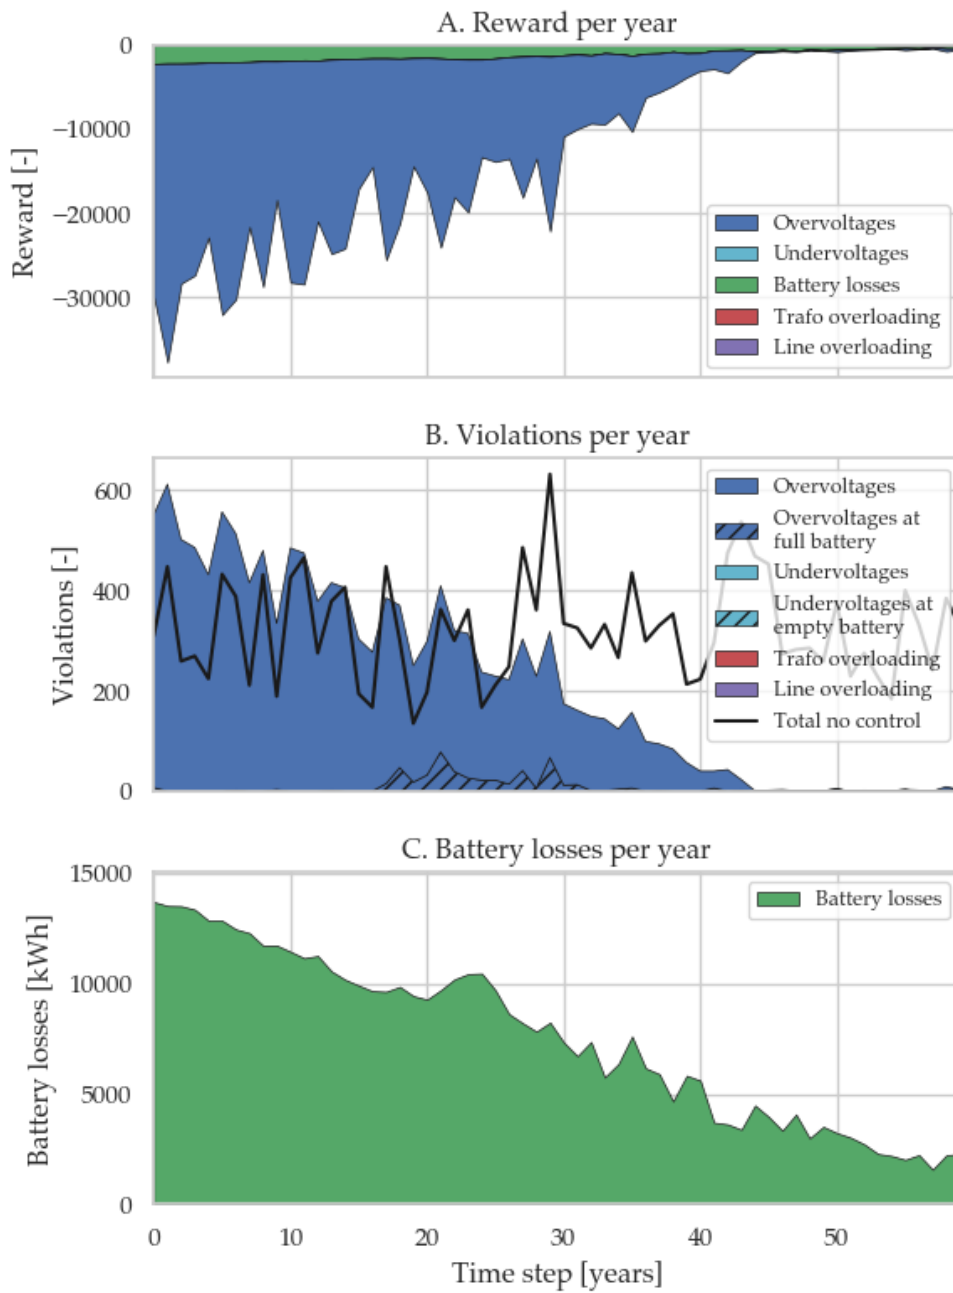 A. Reward per year
0
−10000
−20000
−30000
Reward [-]
Overvoltages
Undervoltages
Battery losses
Trafo overloading
Line overloading
B. Violations per year
600
400
200
0
Violations [-]
Overvoltages
Overvoltages at
full battery
Undervoltages
Undervoltages at
empty battery
Trafo overloading
Line overloading
Total no control
C. Battery losses per year
15000
10000
5000
0
Battery losses [kWh]
Battery losses
0 10 20 30 40 50
Time step [years]